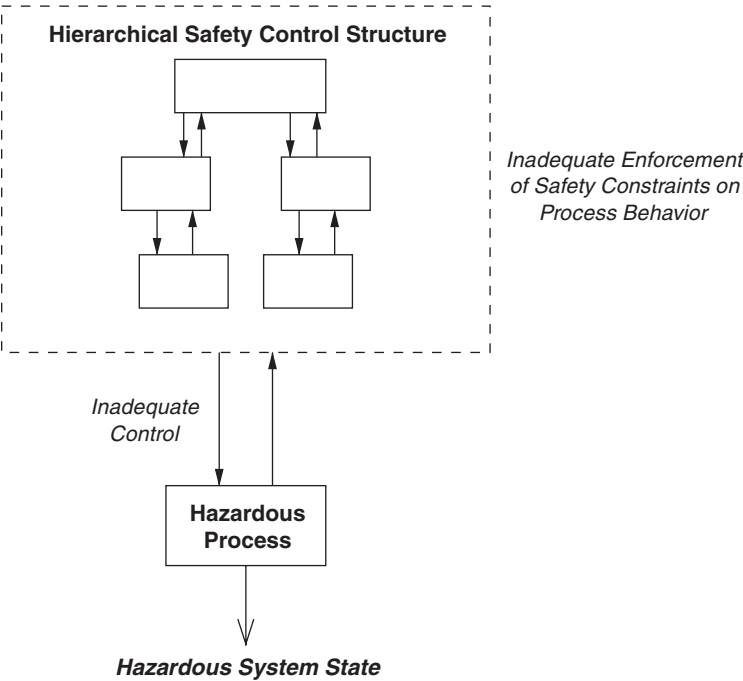 Hierarchical Safety Control Structure
Inadequate Enforcement
of Safety Constraints on
Process Behavior
Inadequate
Control
Hazardous
Process
Hazardous System State